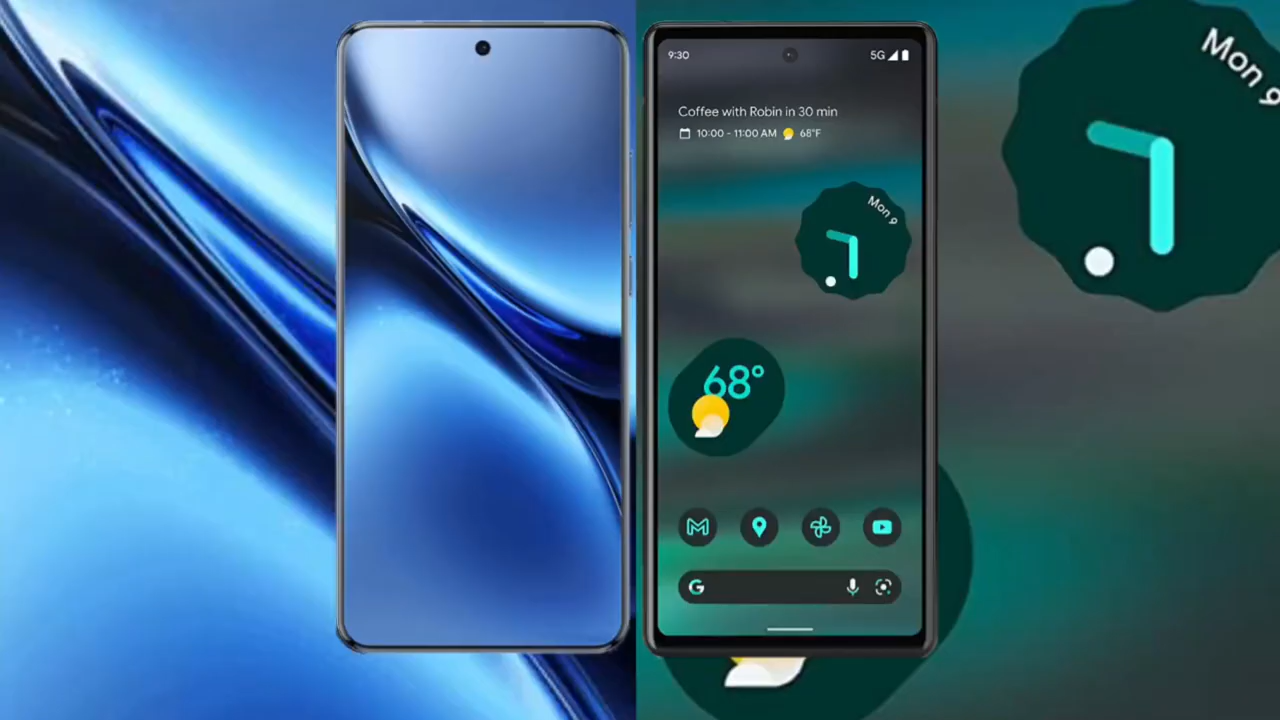 9:30
5G
Coffee with Robin in 30 min
10:00 - 11:00 AM 68°F
Mon 9
68°
G
Mon 9